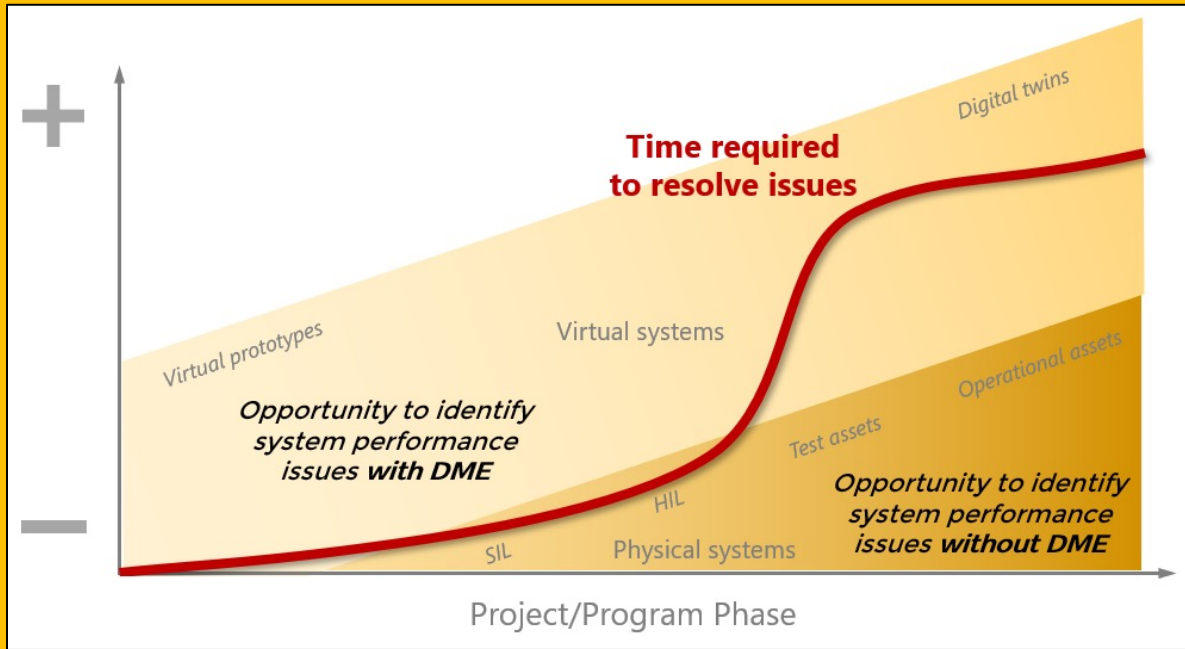 +
Digital twins
Time required
to resolve issues
Virtual prototypes
Virtual systems
Operational assets
Opportunity to identify
system performance
issues with DME
Test assets
HIL
Opportunity to identify
system performance
issues without DME
SIL
Physical systems
−
Project/Program Phase